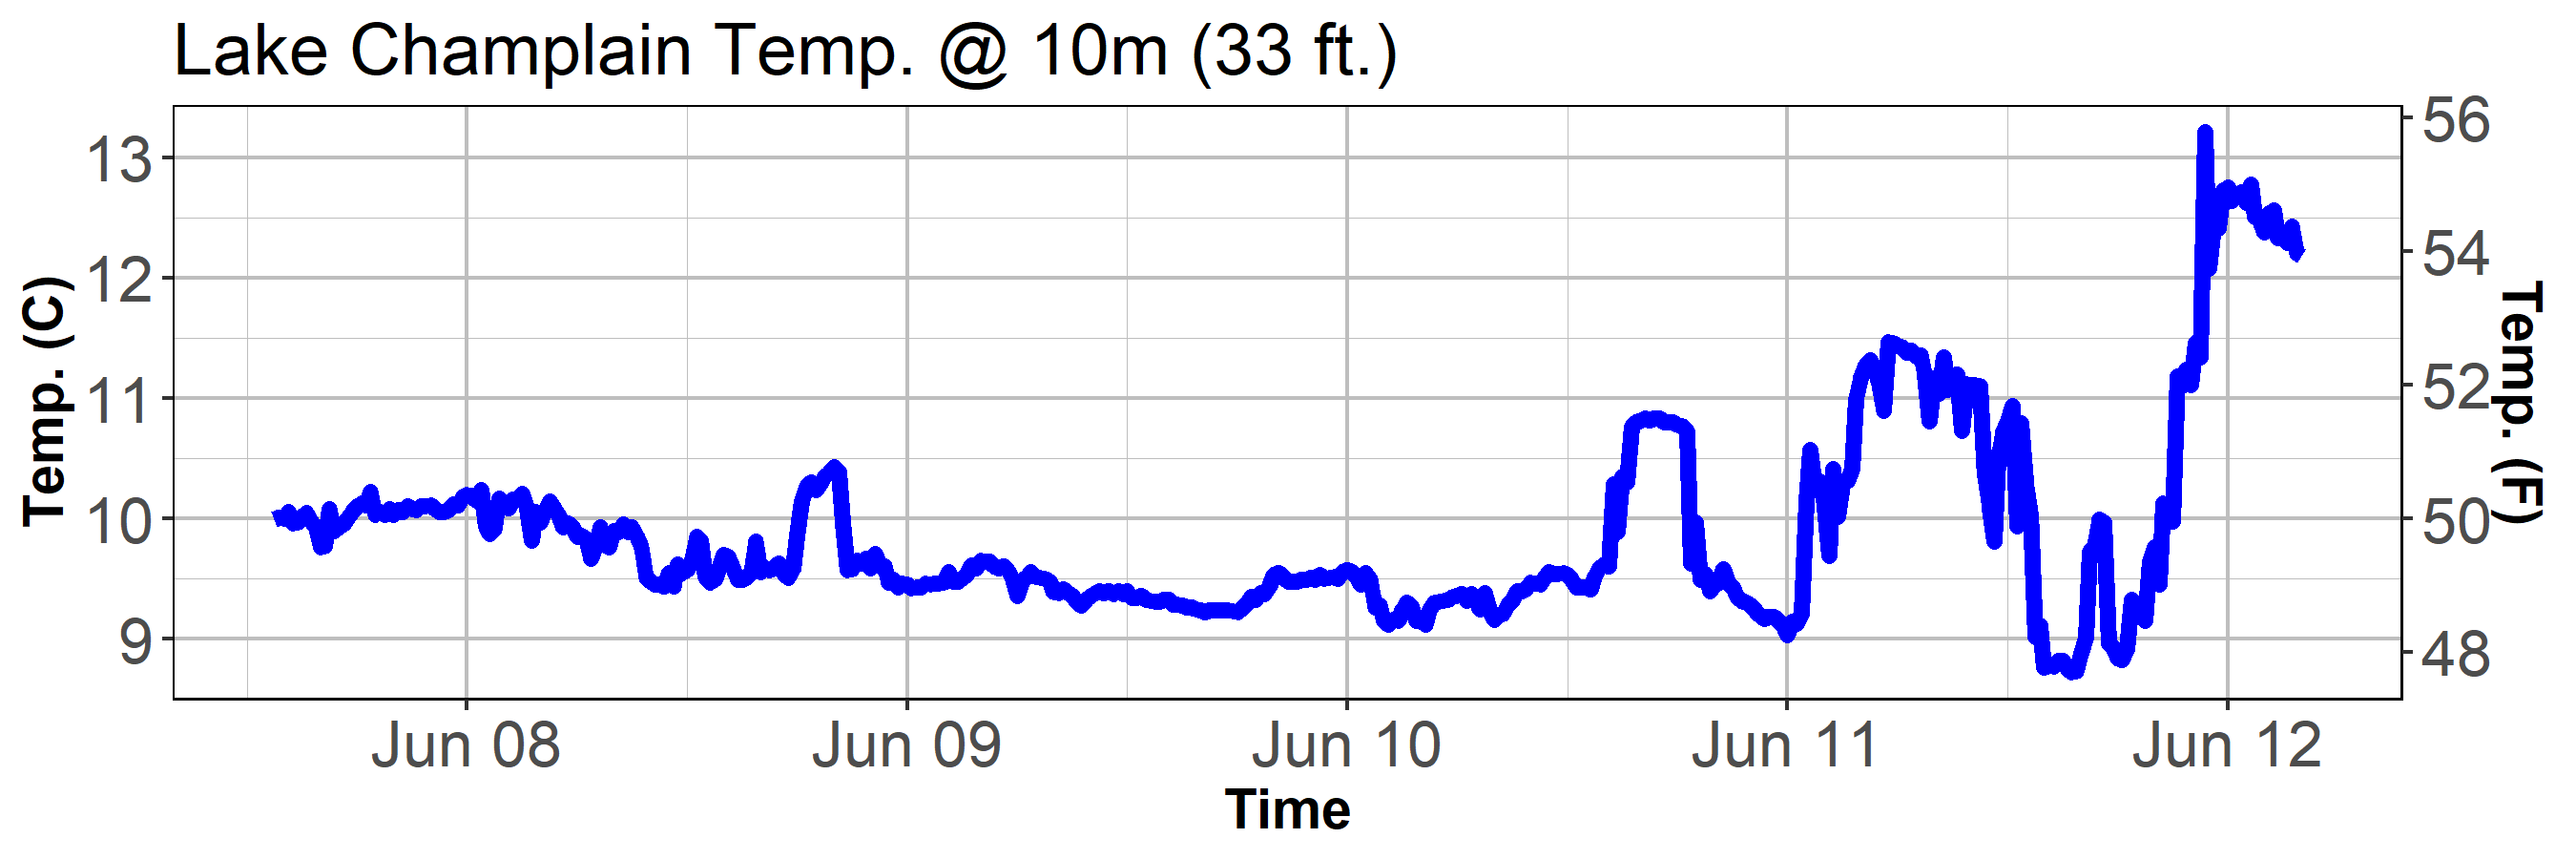 Lake Champlain Temp. @ 10m (33 ft.)
Temp. (C)
13
12
11
10
9
56
54
52
50
48
Temp. (F)
Jun 08 Jun 09 Jun 10 Jun 11 Jun 12
Time